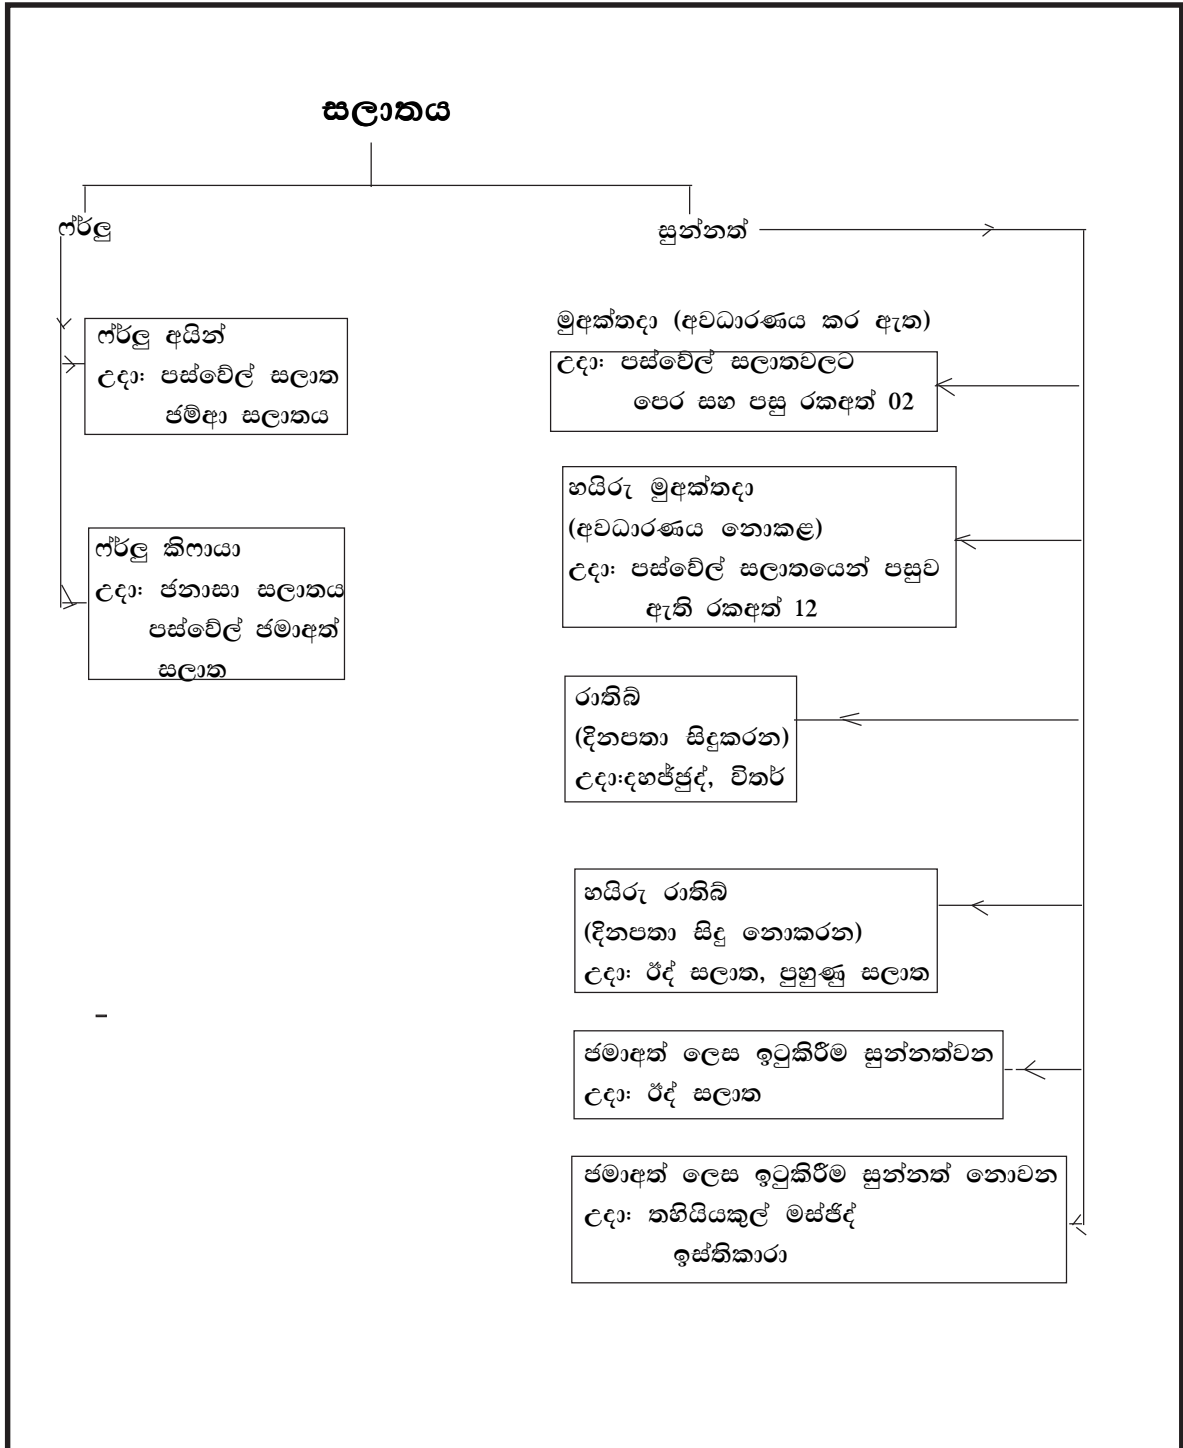 සලාතය
ෆර්ලු
සුන්නත්
ෆර්ලු අයින්
උදා: පස්වේල් සලාත
ජම්ආ සලාතය
ෆර්ලු කිෆායා
උදා: ජනාසා සලාතය
පස්වේල් ජමාඅත්
සලාත
මුඅක්තදා (අවධාරණය කර ඇත)
උදා: පස්වේල් සලාතවලට
පෙර සහ පසු රකඅත් 02
හයිරු මුඅක්තදා
(අවධාරණය නොකළ)
උදා: පස්වේල් සලාතයෙන් පසුව
ඇති රකඅත් 12
රාතිබ්
(දිනපතා සිදුකරන)
උදා:දහජ්ජුද්, විතර්
හයිරු රාතිබ්
(දිනපතා සිදු නොකරන)
උදා: ඊද් සලාත, පුහුණු සලාත
ජමාඅත් ලෙස ඉටුකිරීම සුන්නත්වන
උදා: ඊද් සලාත
ජමාඅත් ලෙස ඉටුකිරීම සුන්නත් නොවන
උදා: තහියියකුල් මස්ජිද්
ඉස්තිකාරා